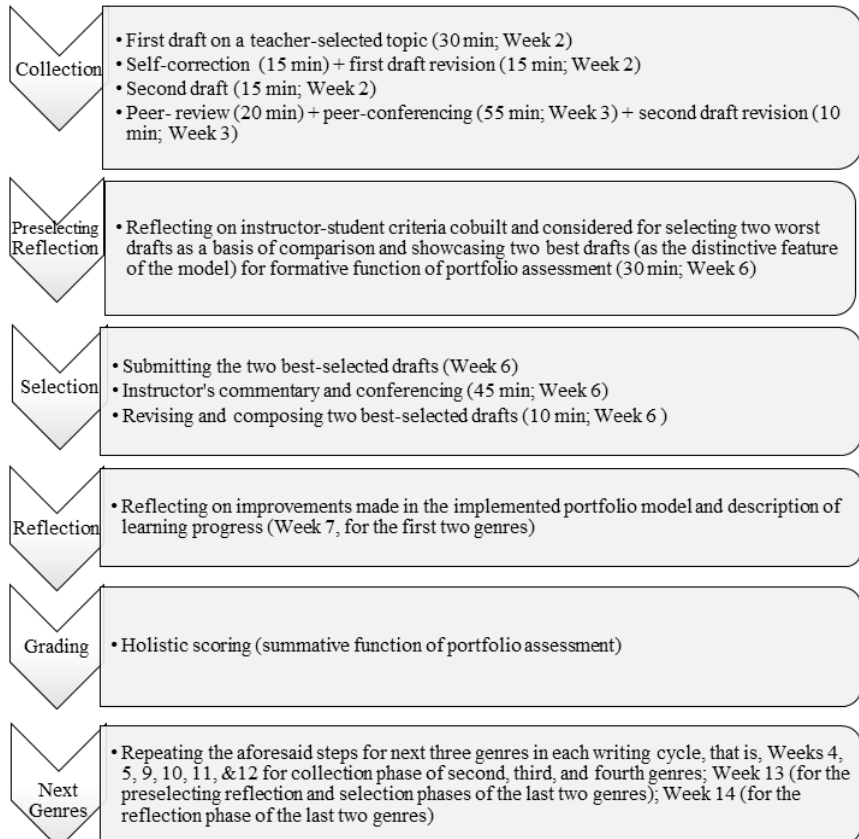 Collection
• First draft on a teacher-selected topic (30 min; Week 2)
• Self-correction (15 min) + first draft revision (15 min; Week 2)
• Second draft (15 min; Week 2)
• Peer- review (20 min) + peer-conferencing (55 min; Week 3) + second draft revision (10
min; Week 3)
Preselecting
Reflection
• Reflecting on instructor-student criteria cobuilt and considered for selecting two worst
drafts as a basis of comparison and showcasing two best drafts (as the distinctive feature
of the model) for formative function of portfolio assessment (30 min; Week 6)
Selection
• Submitting the two best-selected drafts (Week 6)
• Instructor's commentary and conferencing (45 min; Week 6)
• Revising and composing two best-selected drafts (10 min; Week 6 )
Reflection
• Reflecting on improvements made in the implemented portfolio model and description of
learning progress (Week 7, for the first two genres)
Grading
• Holistic scoring (summative function of portfolio assessment)
Next
Genres
• Repeating the aforesaid steps for next three genres in each writing cycle, that is, Weeks 4,
5, 9, 10, 11, &12 for collection phase of second, third, and fourth genres; Week 13 (for the
preselecting reflection and selection phases of the last two genres); Week 14 (for the
reflection phase of the last two genres)